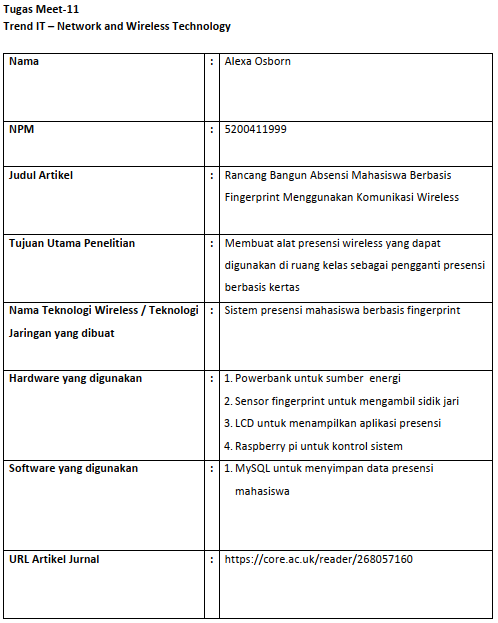 Tugas Meet-11
Trend IT – Network and Wireless Technology
Nama : Alexa Osborn
NPM : 5200411999
Judul Artikel : Rancang Bangun Absensi Mahasiswa Berbasis
Fingerprint Menggunakan Komunikasi Wireless
Tujuan Utama Penelitian : Membuat alat presensi wireless yang dapat
digunakan di ruang kelas sebagai pengganti presensi
berbasis kertas
Nama Teknologi Wireless / Teknologi : Sistem presensi mahasiswa berbasis fingerprint
Jaringan yang dibuat
Hardware yang digunakan : 1. Powerbank untuk sumber energi
2. Sensor fingerprint untuk mengambil sidik jari
3. LCD untuk menampilkan aplikasi presensi
4. Raspberry pi untuk kontrol sistem
Software yang digunakan : 1. MySQL untuk menyimpan data presensi
mahasiswa
URL Artikel Jurnal : https://core.ac.uk/reader/268057160